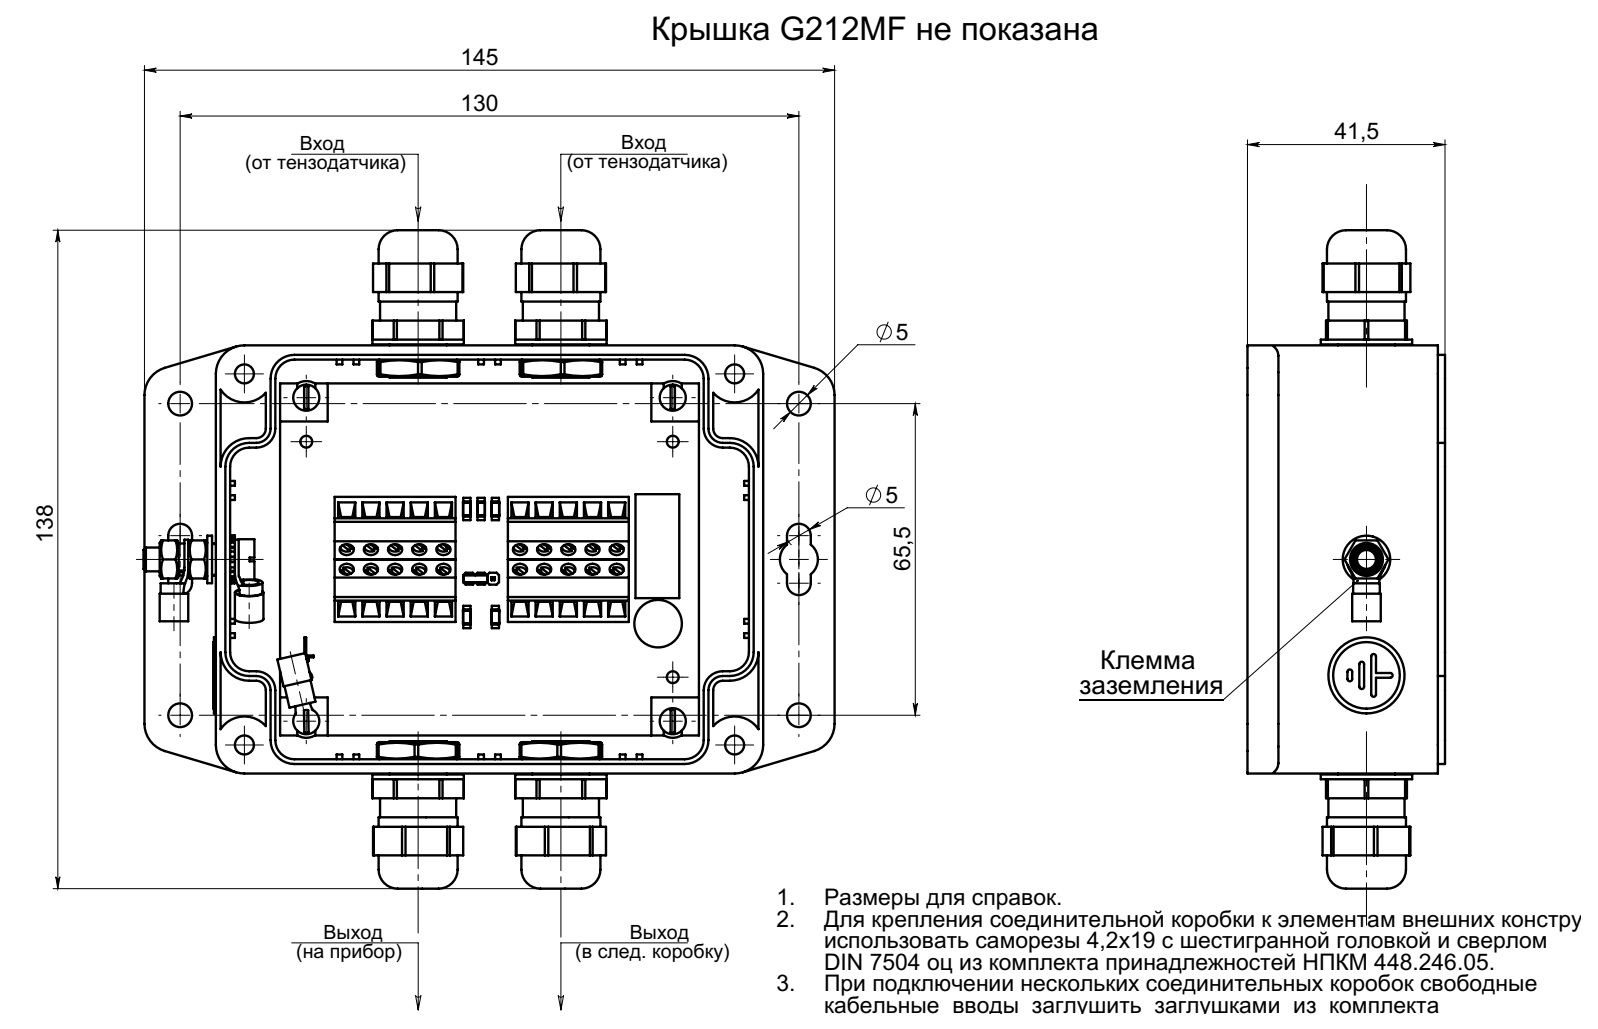 Крышка G212MF не показана
145
130
Вход
(от тензодатчика)
Вход
(от тензодатчика)
41,5
∅5
∅5
138
65,5
Клемма
заземления
Выход
(на прибор)
Выход
(в след. коробку)
1. Размеры для справок.
2. Для крепления соединительной коробки к элементам внешних констру
использовать саморезы 4,2х19 с шестигранной головкой и сверлом
DIN 7504 оц из комплекта принадлежностей НПКМ 448.246.05.
3. При подключении нескольких соединительных коробок свободные
кабельные вводы заглушить заглушками из комплекта